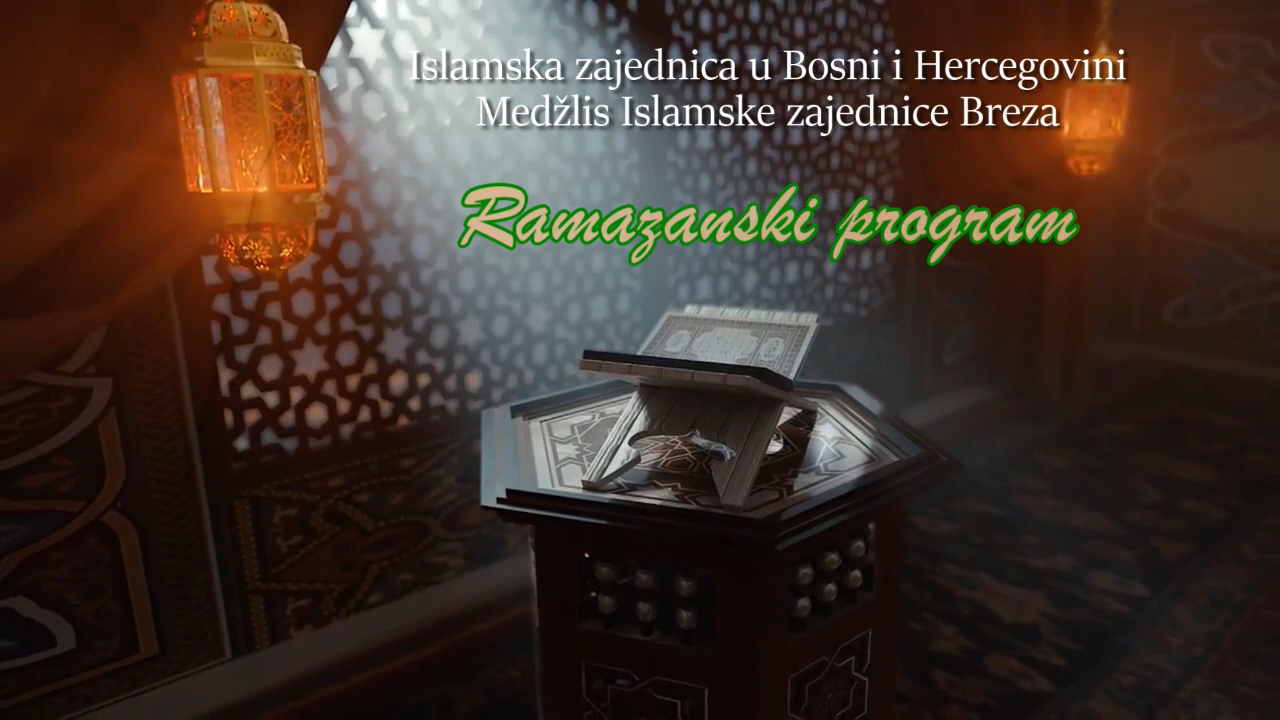 Islamska zajednica u Bosni i Hercegovini
Medžlis Islamske zajednice Breza
Ramazanski program